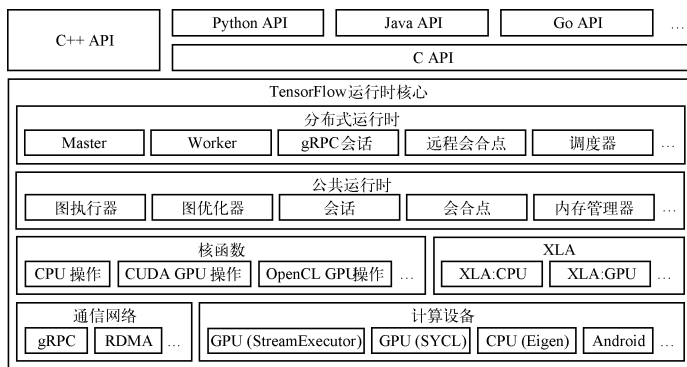 C++ API
Python API Java API Go API …
C API
TensorFlow运行时核心
分布式运行时
Master Worker gRPC会话 远程会合点 调度器 …
公共运行时
图执行器 图优化器 会话 会合点 内存管理器 …
核函数
CPU 操作 CUDA GPU 操作 OpenCL GPU操作 …
XLA
XLA:CPU XLA:GPU …
通信网络
gRPC RDMA …
计算设备
GPU (StreamExecutor) GPU (SYCL) CPU (Eigen) Android …